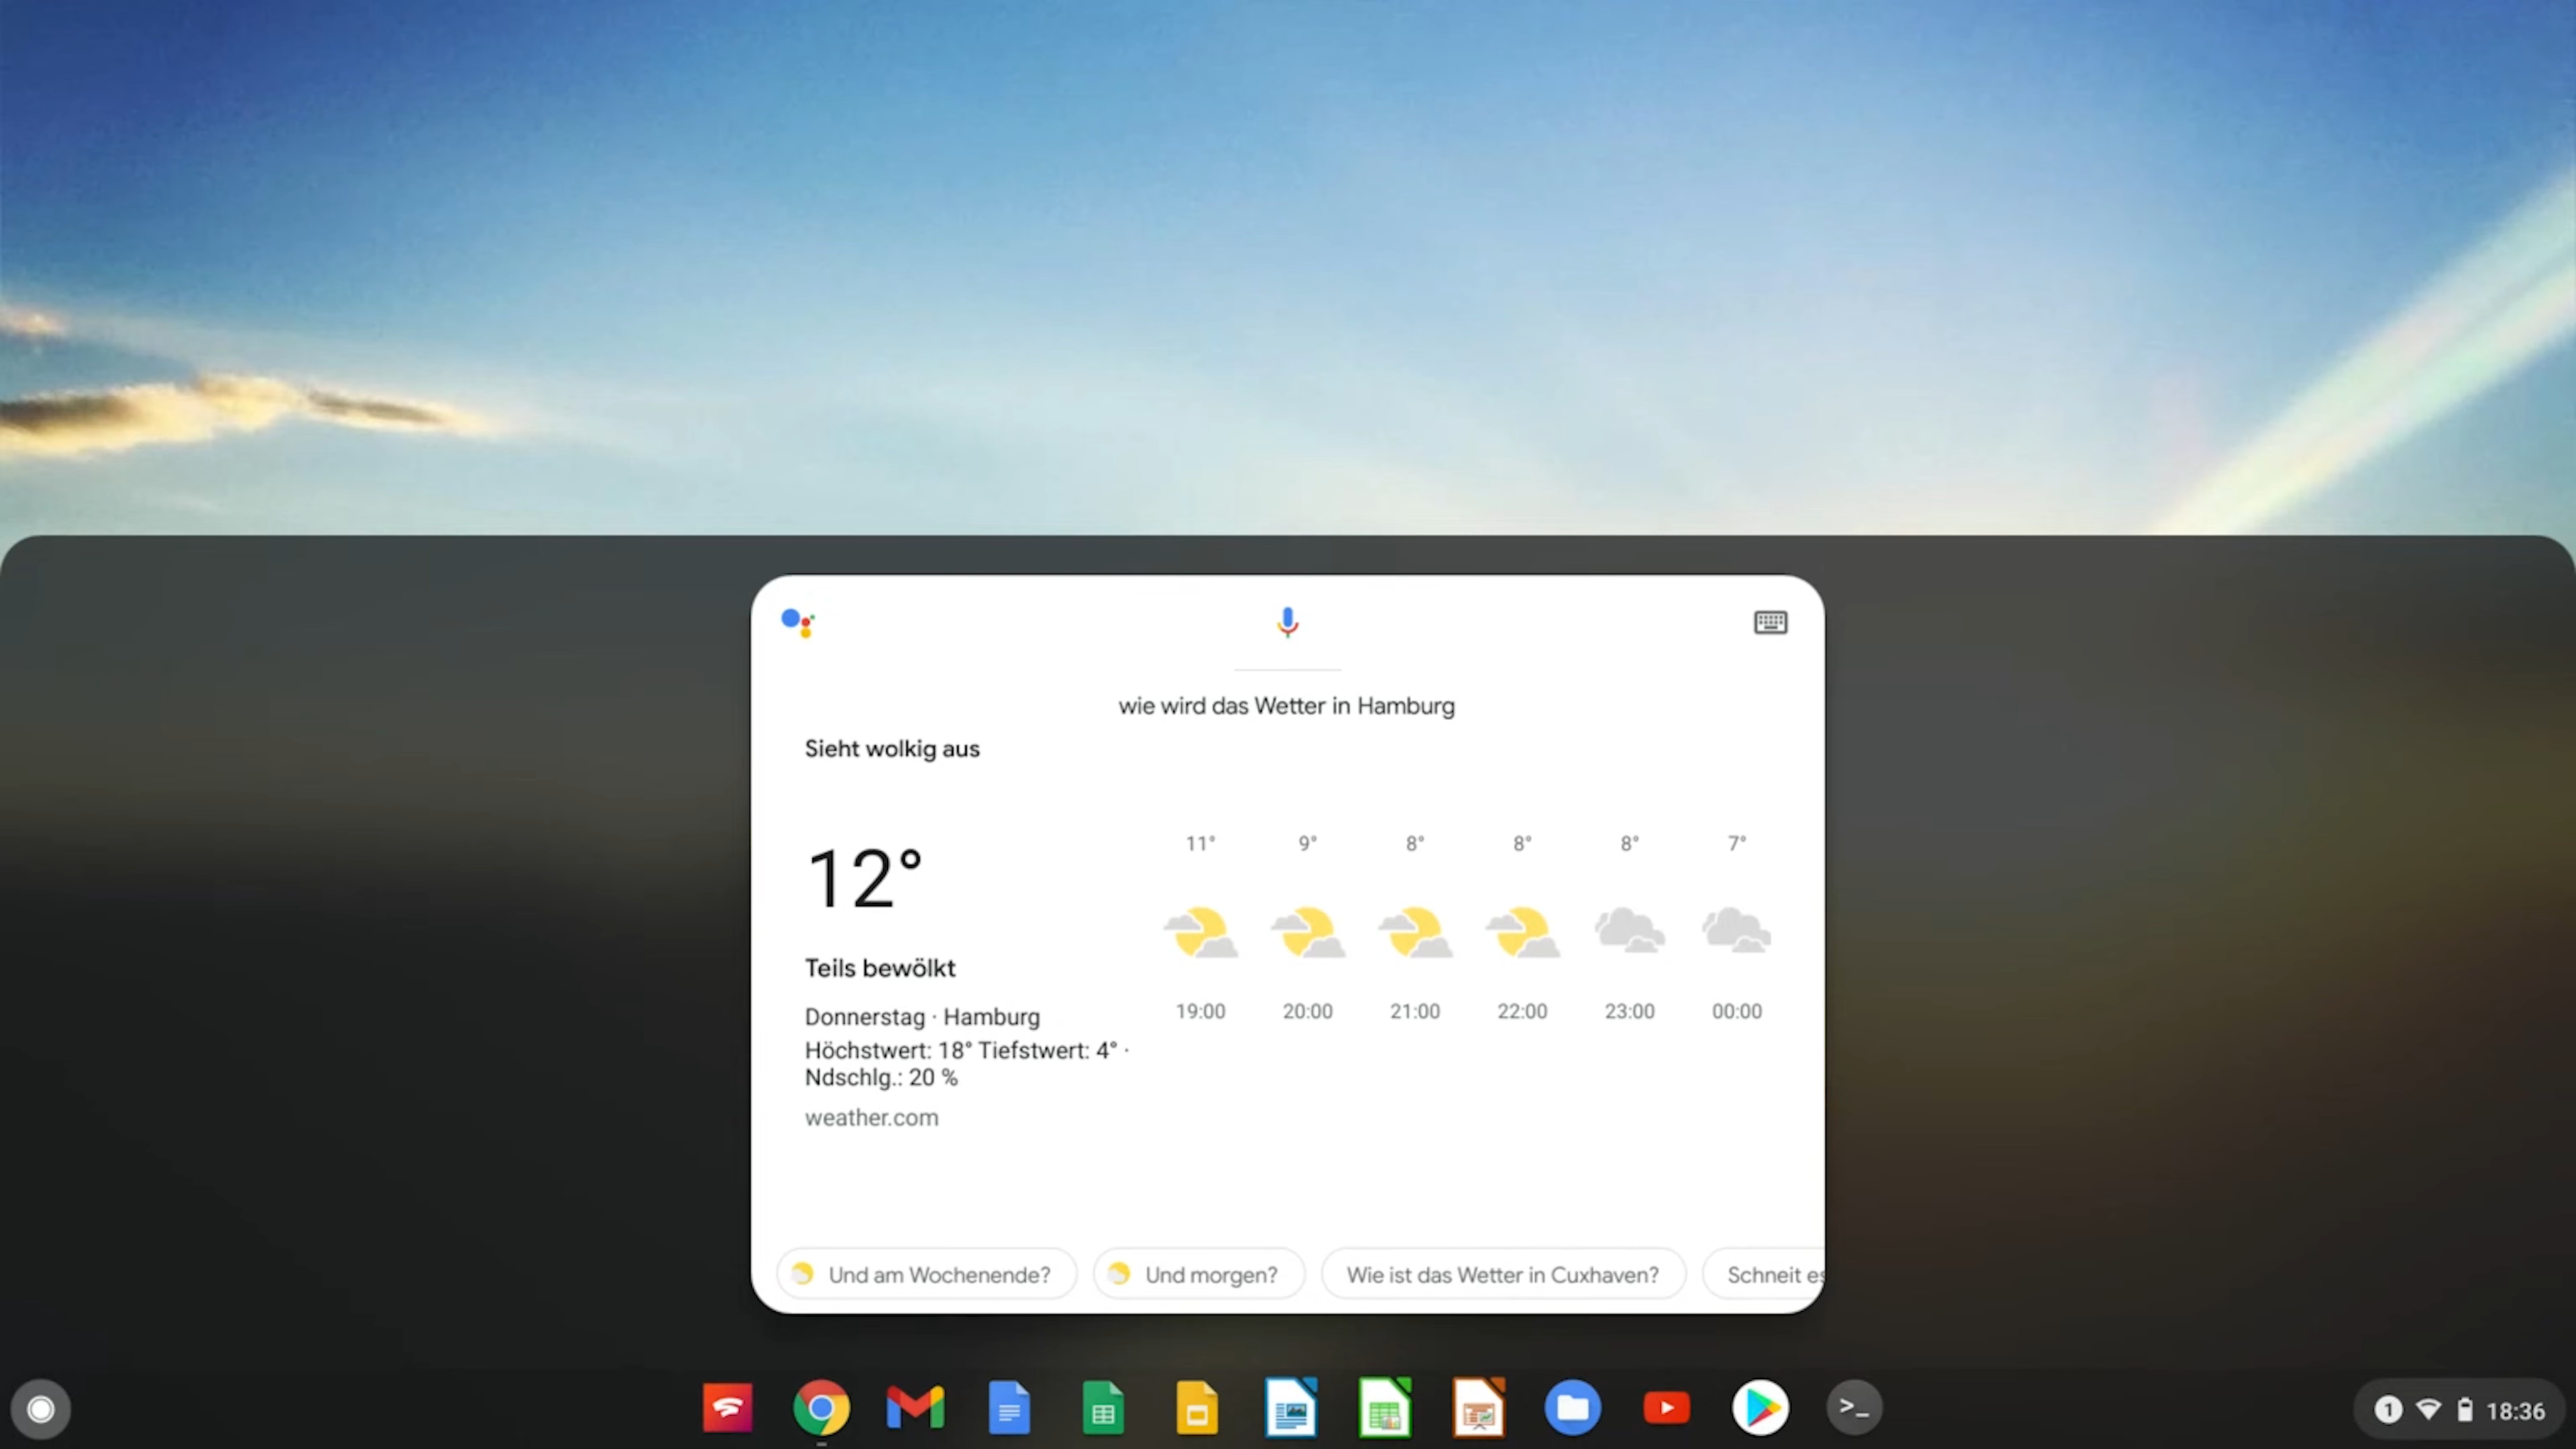 wie wird das Wetter in Hamburg
Sieht wolkig aus
12°
Teils bewölkt
Donnerstag · Hamburg
Höchstwert: 18° Tiefstwert: 4° ·
Ndschlg.: 20 %
weather.com
11° 9° 8° 8° 8° 7°
19:00 20:00 21:00 22:00 23:00 00:00
Und am Wochenende? Und morgen? Wie ist das Wetter in Cuxhaven? Schneit es
>_ 1 18:36